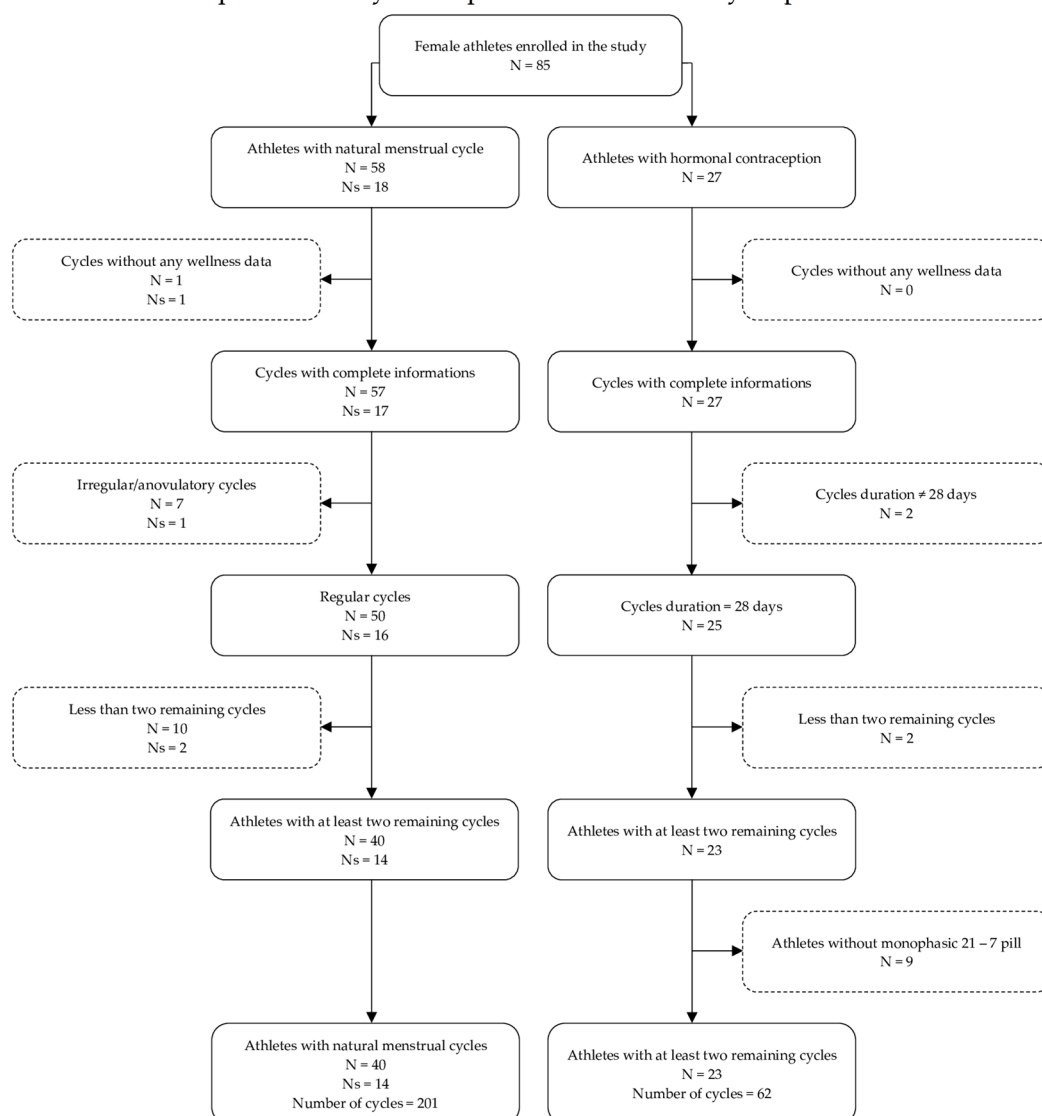 Female athletes enrolled in the study
N = 85
Athletes with natural menstrual cycle
N = 58
Ns = 18
Athletes with hormonal contraception
N = 27
Cycles without any wellness data
N = 1
Ns = 1
Cycles without any wellness data
N = 0
Cycles with complete informations
N = 57
Ns = 17
Cycles with complete informations
N = 27
Irregular/anovulatory cycles
N = 7
Ns = 1
Cycles duration ≠ 28 days
N = 2
Regular cycles
N = 50
Ns = 16
Cycles duration = 28 days
N = 25
Less than two remaining cycles
N = 10
Ns = 2
Less than two remaining cycles
N = 2
Athletes with at least two remaining cycles
N = 40
Ns = 14
Athletes with at least two remaining cycles
N = 23
Athletes without monophasic 21 – 7 pill
N = 9
Athletes with natural menstrual cycles
N = 40
Ns = 14
Number of cycles = 201
Athletes with at least two remaining cycles
N = 23
Number of cycles = 62